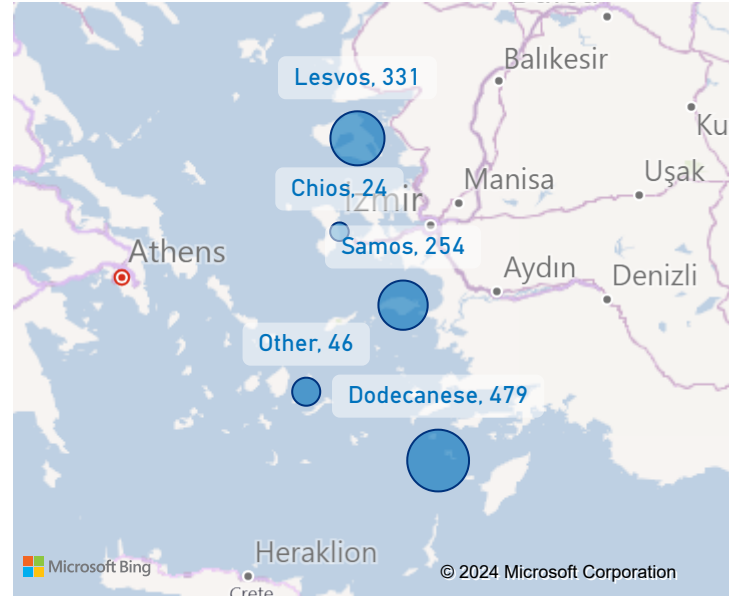 Balıkesir
Lesvos, 331
Ku
Uşak
Manisa
Chios, 24
Izmir
Samos, 254
Athens
Aydın
Denizli
Other, 46
Dodecanese, 479
Heraklion
Microsoft Bing
© 2024 Microsoft Corporation
Crete